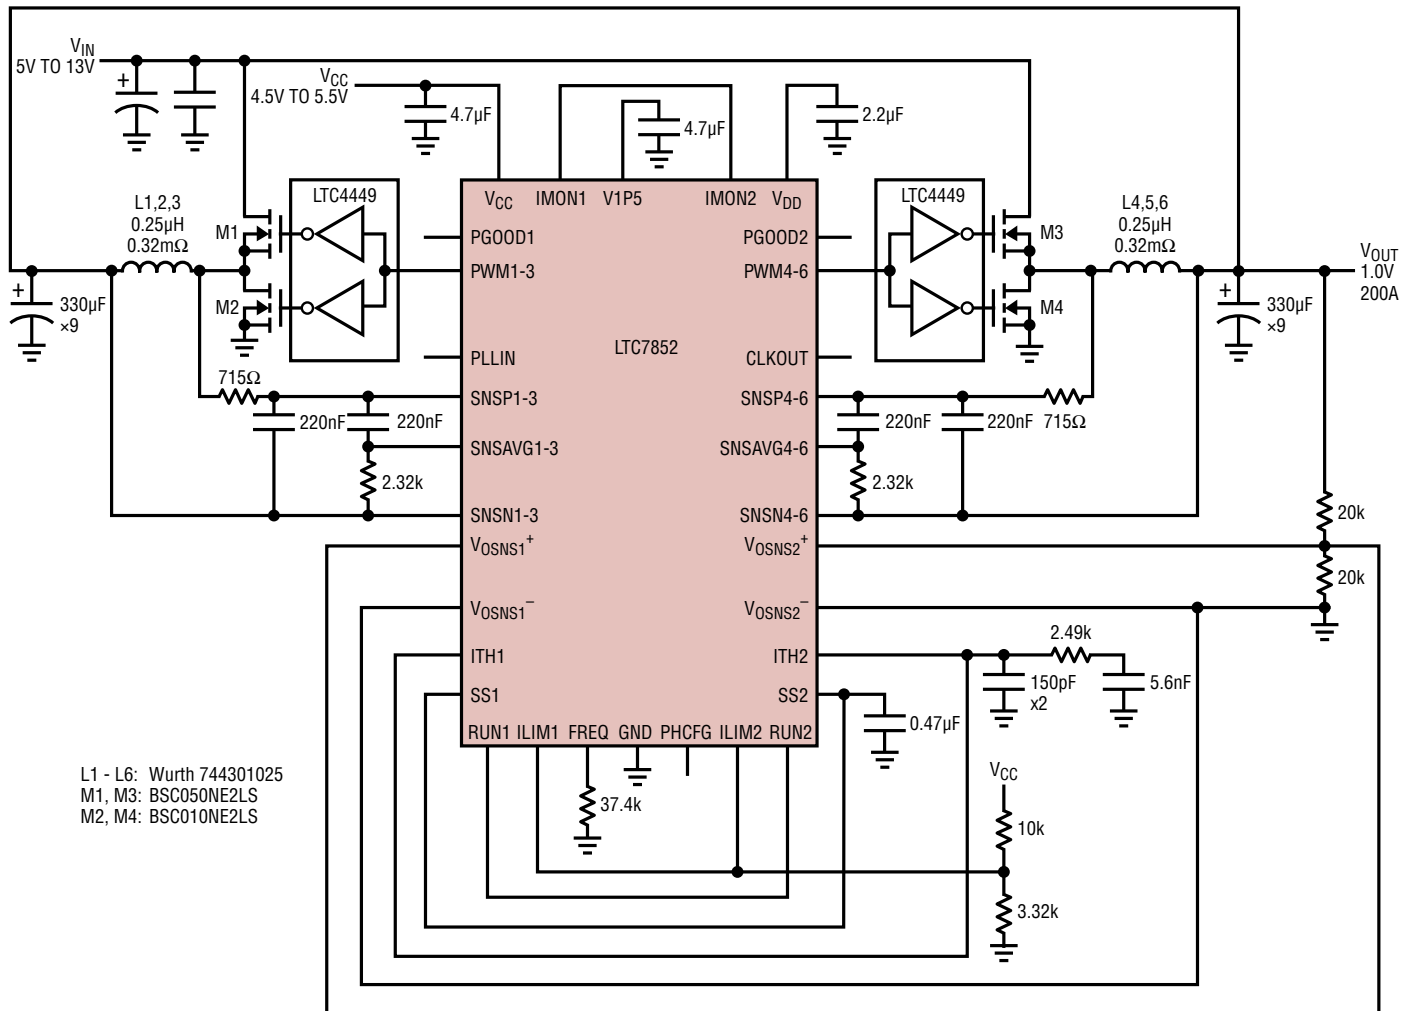 VIN
5V TO 13V
+
VCC
4.5V TO 5.5V
4.7µF
4.7µF
2.2µF
L1,2,3
0.25µH
0.32mΩ
M1
M2
LTC4449
VCC
IMON1
V1P5
IMON2
VDD
LTC4449
M3
M4
L4,5,6
0.25µH
0.32mΩ
VOUT
1.0V
200A
PGOOD1
PGOOD2
PWM1-3
PWM4-6
+
330µF
×9
+
330µF
×9
LTC7852
PLLIN
CLKOUT
715Ω
SNSP1-3
SNSP4-6
220nF
220nF
220nF
220nF
715Ω
SNSAVG1-3
SNSAVG4-6
2.32k
2.32k
SNSN1-3
SNSN4-6
20k
VOSNS1+
VOSNS2+
20k
VOSNS1–
VOSNS2–
2.49k
ITH1
ITH2
150pF
x2
5.6nF
SS1
SS2
0.47µF
RUN1
ILIM1
FREQ
GND
PHCFG
ILIM2
RUN2
VCC
37.4k
10k
3.32k
L1 - L6: Wurth 744301025
M1, M3: BSC050NE2LS
M2, M4: BSC010NE2LS